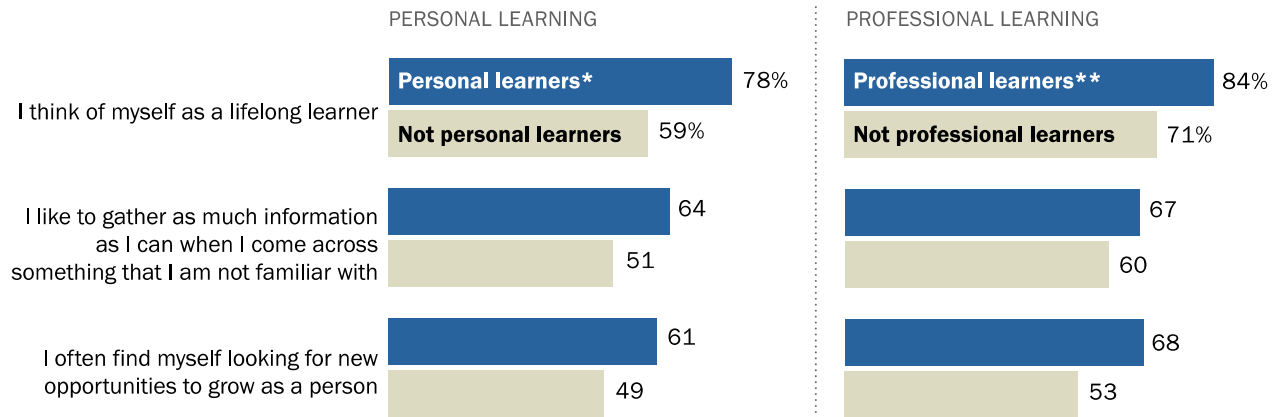 PERSONAL LEARNING
PROFESSIONAL LEARNING
I think of myself as a lifelong learner
Personal learners*
78%
Not personal learners
59%
Professional learners**
84%
Not professional learners
71%
I like to gather as much information
as I can when I come across
something that I am not familiar with
64
51
67
60
I often find myself looking for new
opportunities to grow as a person
61
49
68
53